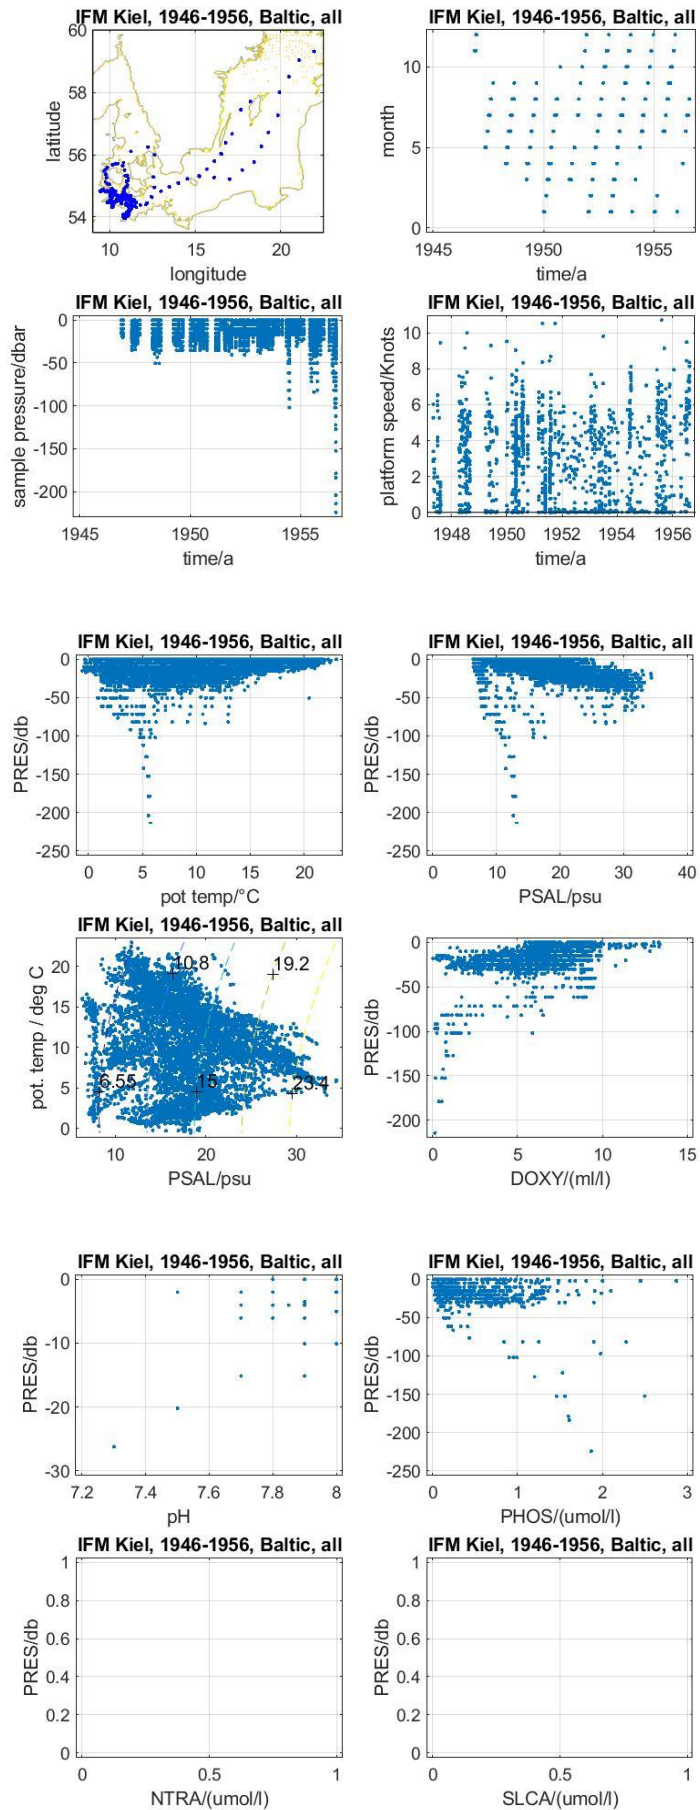 IFM Kiel, 1946-1956, Baltic, all
60
58
56
54
latitude
10 15 20
longitude
IFM Kiel, 1946-1956, Baltic, all
10
5
0
month
1945 1950 1955
time/a
IFM Kiel, 1946-1956, Baltic, all
0
-50
-100
-150
-200
sample pressure/dbar
1945 1950 1955
time/a
IFM Kiel, 1946-1956, Baltic, all
10
8
6
4
2
0
platform speed/Knots
1948 1950 1952 1954 1956
time/a
IFM Kiel, 1946-1956, Baltic, all
0
-50
-100
-150
-200
-250
PRES/db
0 5 10 15 20
pot temp/°C
IFM Kiel, 1946-1956, Baltic, all
0
-50
-100
-150
-200
-250
PRES/db
0 10 20 30 40
PSAL/psu
IFM Kiel, 1946-1956, Baltic, all
20
15
10
5
0
pot. temp / deg C
10.8
19.2
6.55
15
23.4
10 20 30
PSAL/psu
IFM Kiel, 1946-1956, Baltic, all
0
-50
-100
-150
-200
PRES/db
0 5 10 15
DOXY/(ml/l)
IFM Kiel, 1946-1956, Baltic, all
0
-10
-20
-30
PRES/db
7.2 7.4 7.6 7.8 8
pH
IFM Kiel, 1946-1956, Baltic, all
0
-50
-100
-150
-200
-250
PRES/db
0 1 2 3
PHOS/(umol/l)
IFM Kiel, 1946-1956, Baltic, all
1
0.8
0.6
0.4
0.2
0
PRES/db
0 0.5 1
NTRA/(umol/l)
IFM Kiel, 1946-1956, Baltic, all
1
0.8
0.6
0.4
0.2
0
PRES/db
0 0.5 1
SLCA/(umol/l)